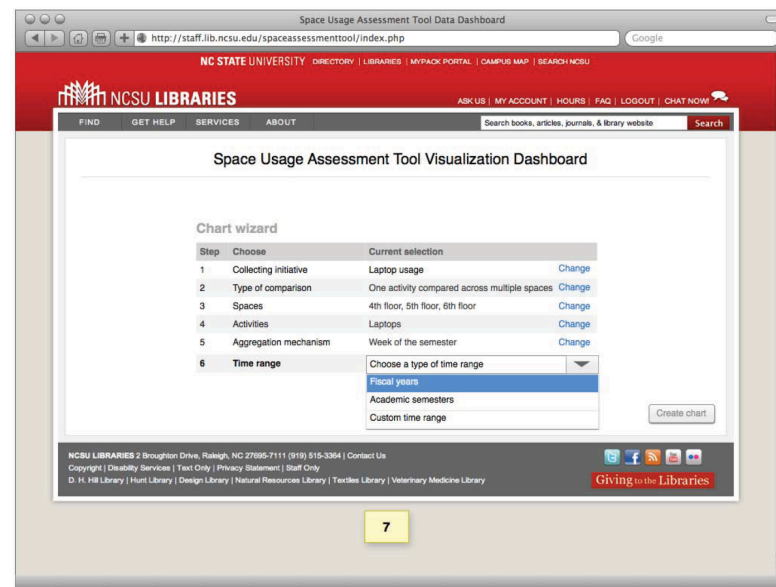 Space Usage Assessment Tool Data Dashboard
http://staff.lib.ncsu.edu/spaceassessmenttool/index.php
Google
NC STATE UNIVERSITY DIRECTORY | LIBRARIES | MYPACK PORTAL | CAMPUS MAP | SEARCH NCSU
NCSU LIBRARIES
ASK US | MY ACCOUNT | HOURS | FAQ | LOGOUT | CHAT NOW!
FIND GET HELP SERVICES ABOUT
Search books, articles, journals, & library website Search
Space Usage Assessment Tool Visualization Dashboard
Chart wizard
Step Choose Current selection
1 Collecting initiative Laptop usage Change
2 Type of comparison One activity compared across multiple spaces Change
3 Spaces 4th floor, 5th floor, 6th floor Change
4 Activities Laptops Change
5 Aggregation mechanism Week of the semester Change
6 Time range Choose a type of time range
Fiscal years
Academic semesters
Custom time range
Create chart
NCSU LIBRARIES 2 Broughton Drive, Raleigh, NC 27695-7111 (919) 515-3364 | Contact Us
Copyright | Disability Services | Text Only | Privacy Statement | Staff Only
D. H. Hill Library | Hunt Library | Design Library | Natural Resources Library | Textiles Library | Veterinary Medicine Library
Giving to the Libraries
7